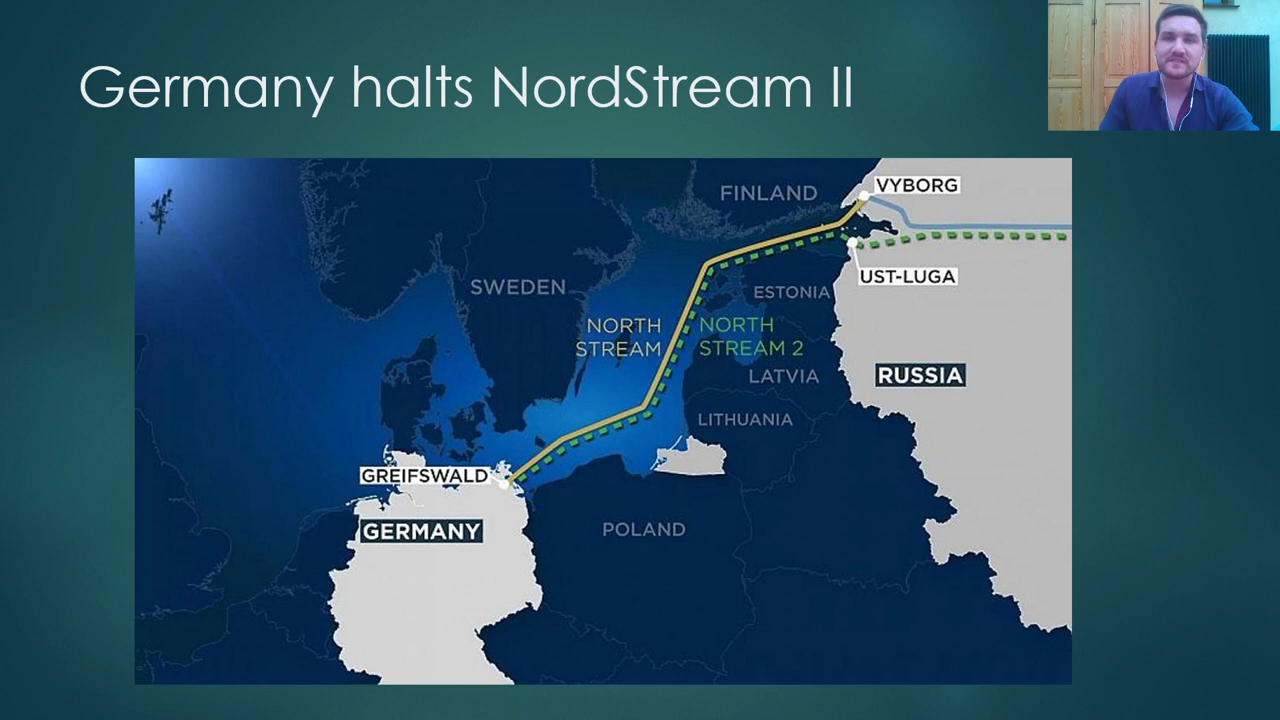 Germany halts NordStream II
FINLAND
VYBORG
UST-LUGA
SWEDEN
ESTONIA
NORTH
STREAM
NORTH
STREAM 2
LATVIA
RUSSIA
LITHUANIA
GREIFSWALD
GERMANY
POLAND